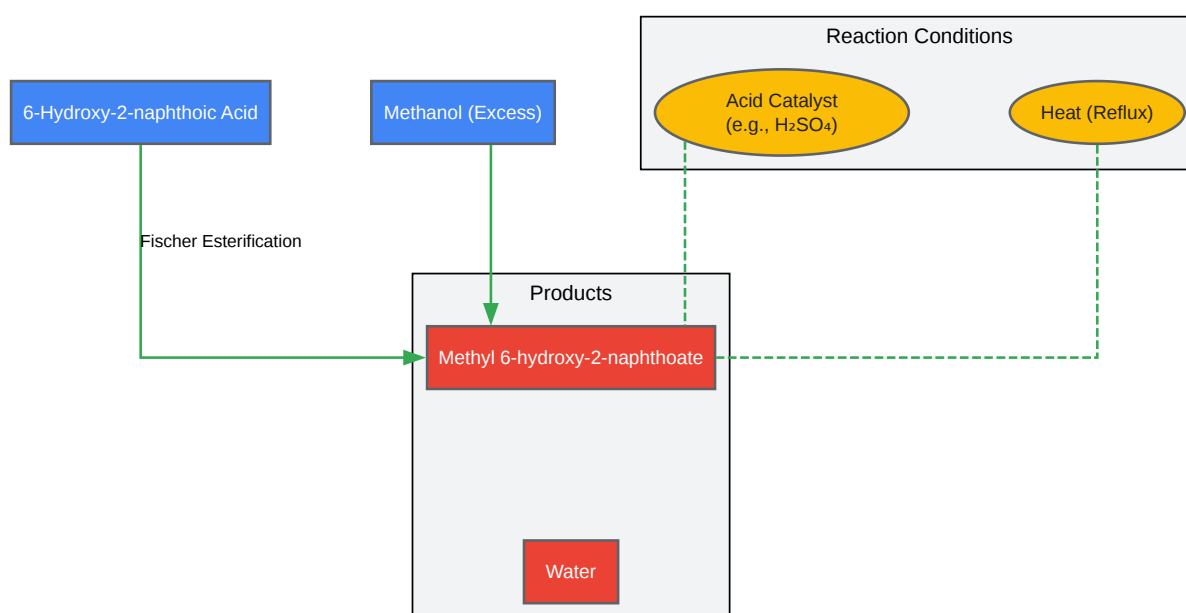 Reaction Conditions
6-Hydroxy-2-naphthoic Acid
Methanol (Excess)
Acid Catalyst
(e.g., H₂SO₄)
Heat (Reflux)
Fischer Esterification
Products
Methyl 6-hydroxy-2-naphthoate
Water